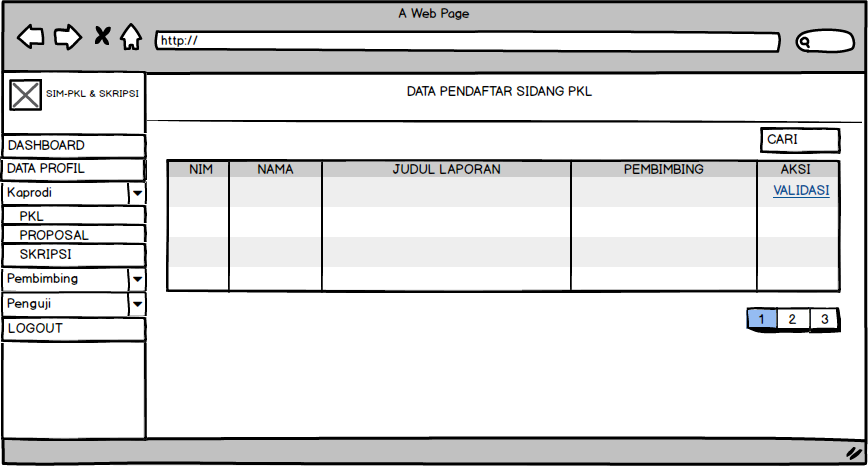 A Web Page
http://
SIM-PKL & SKRIPSI
DATA PENDAFTAR SIDANG PKL
DASHBOARD
DATA PROFIL
Kaprodi
PKL
PROPOSAL
SKRIPSI
Pembimbing
Penguji
LOGOUT
CARI
NIM NAMA JUDUL LAPORAN PEMBIMBING AKSI
VALIDASI
1 2 3